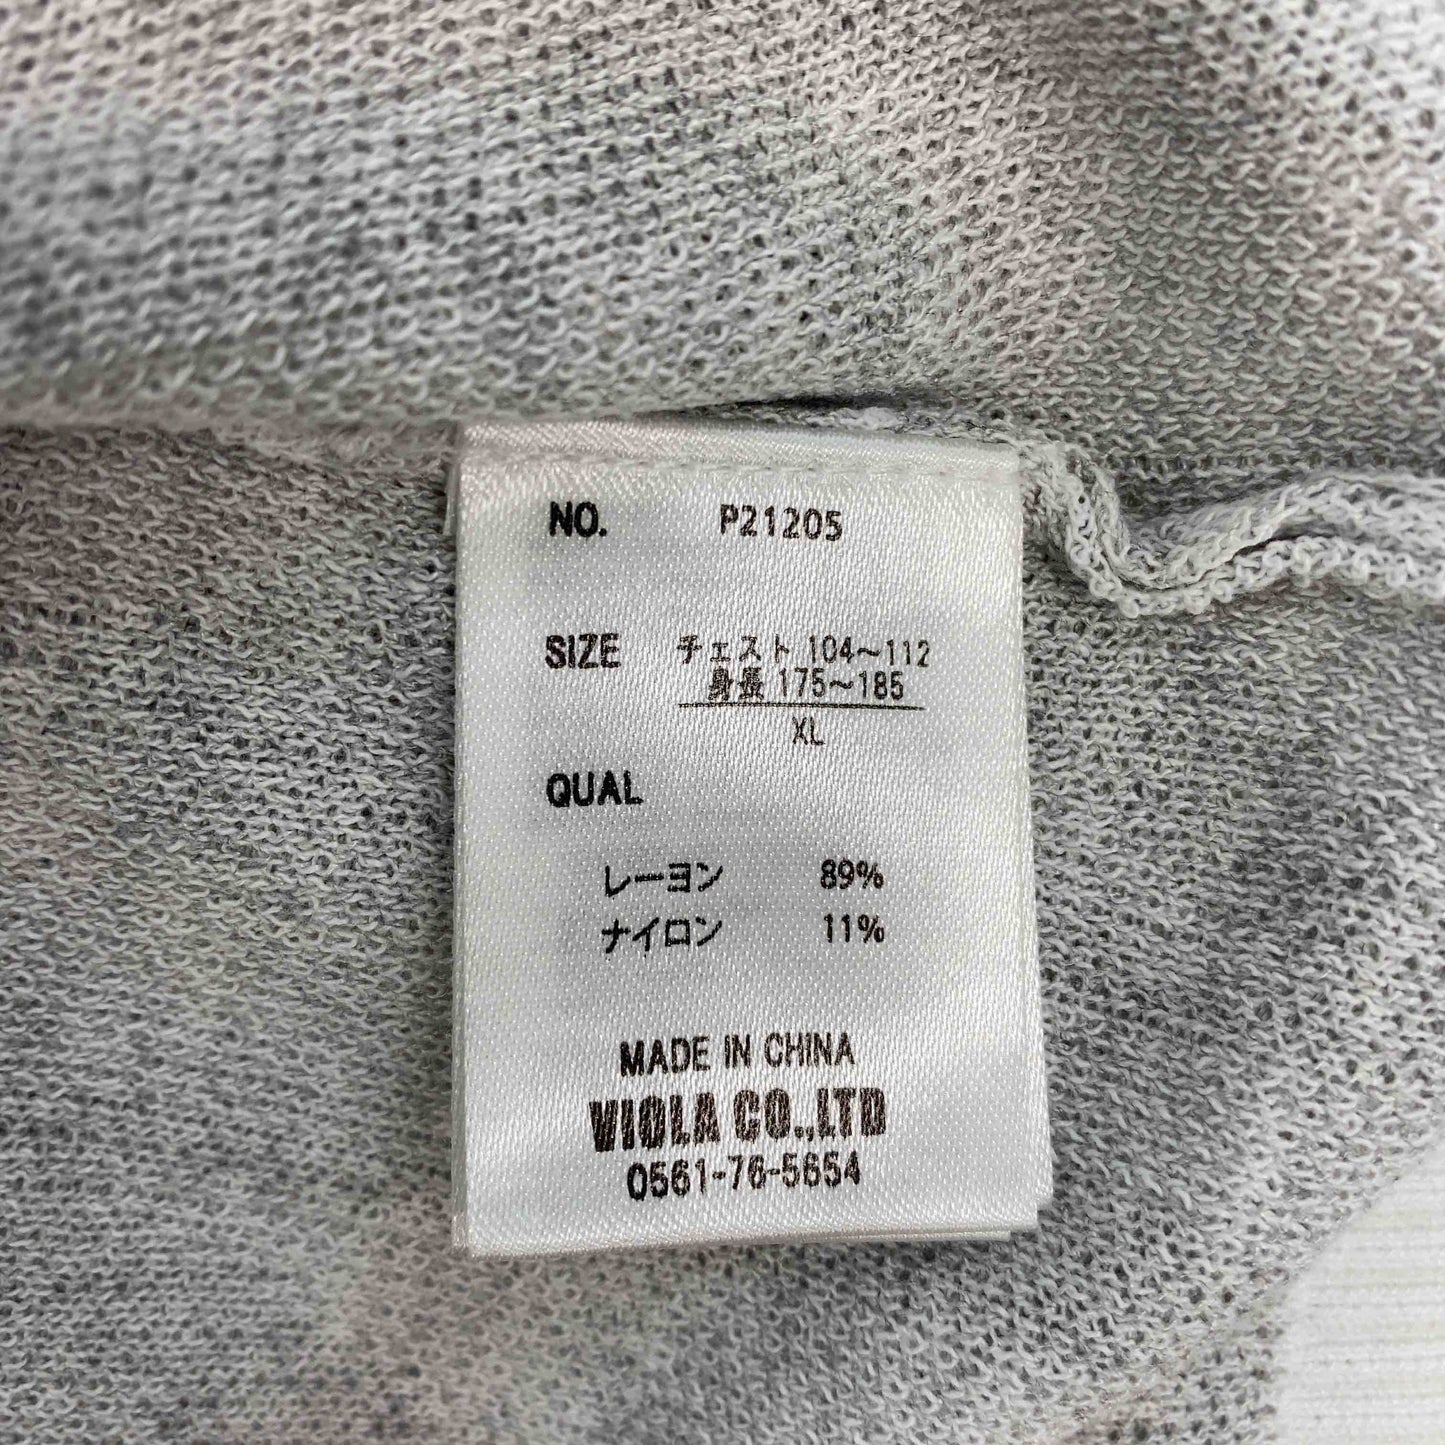 NO. P21205
SIZE チェスト 104～112
身長 175～185
XL
QUAL
レーヨン 89%
ナイロン 11%
MADE IN CHINA
VIOLA CO.,LTD
0561-76-5654